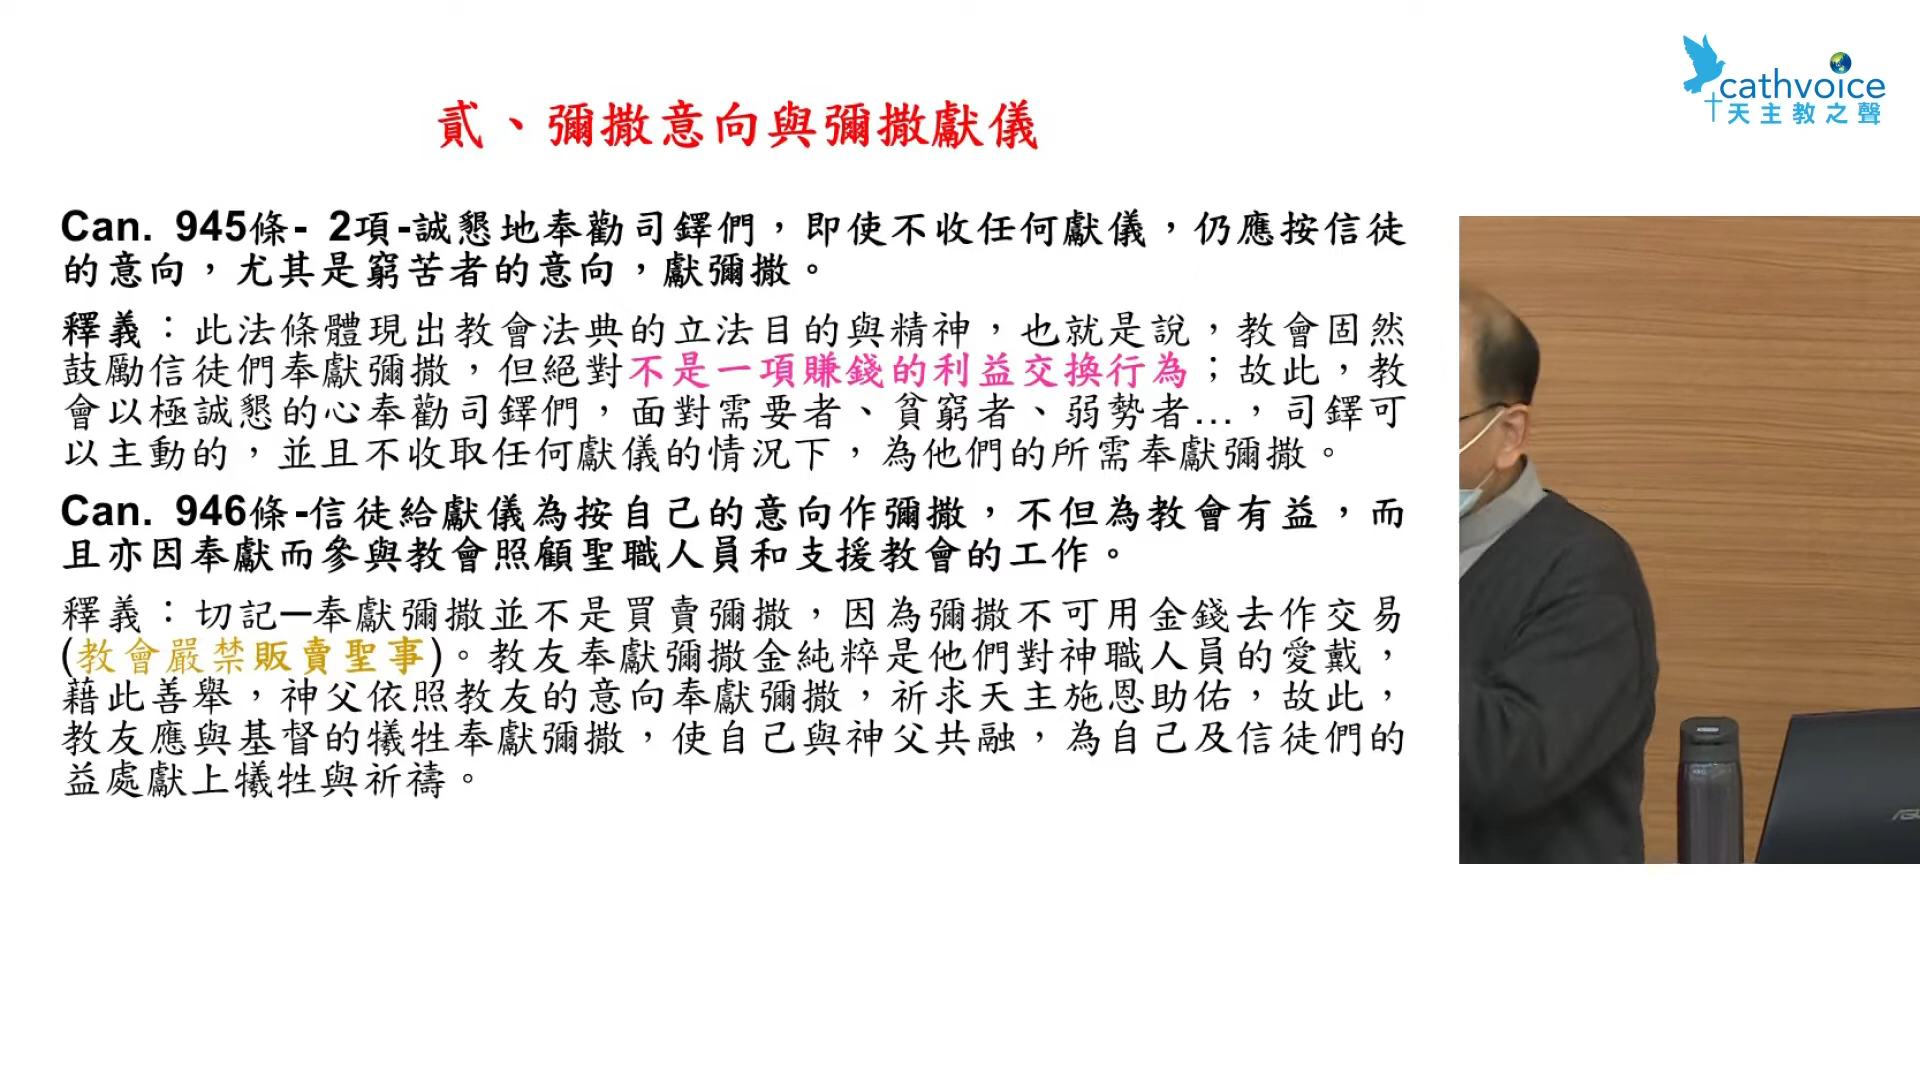 cathvoice
天主教之聲
貳、彌撒意向與彌撒獻儀
Can. 945條- 2項-誠懇地奉勸司鐸們，即使不收任何獻儀，仍應按信徒
的意向，尤其是窮苦者的意向，獻彌撒。
釋義：此法條體現出教會法典的立法目的與精神，也就是說，教會固然
鼓勵信徒們奉獻彌撒，但絕對不是一項賺錢的利益交換行為；故此，教
會以極誠懇的心奉勸司鐸們，面對需要者、貧窮者、弱勢者…，司鐸可
以主動的，並且不收取任何獻儀的情況下，為他們的所需奉獻彌撒。
Can. 946條-信徒給獻儀為按自己的意向作彌撒，不但為教會有益，而
且亦因奉獻而參與教會照顧聖職人員和支援教會的工作。
釋義：切記—奉獻彌撒並不是買賣彌撒，因為彌撒不可用金錢去作交易
(教會嚴禁販賣聖事)。教友奉獻彌撒金純粹是他們對神職人員的愛戴，
藉此善舉，神父依照教友的意向奉獻彌撒，祈求天主施恩助佑，故此，
教友應與基督的犧牲奉獻彌撒，使自己與神父共融，為自己及信徒們的
益處獻上犧牲與祈禱。